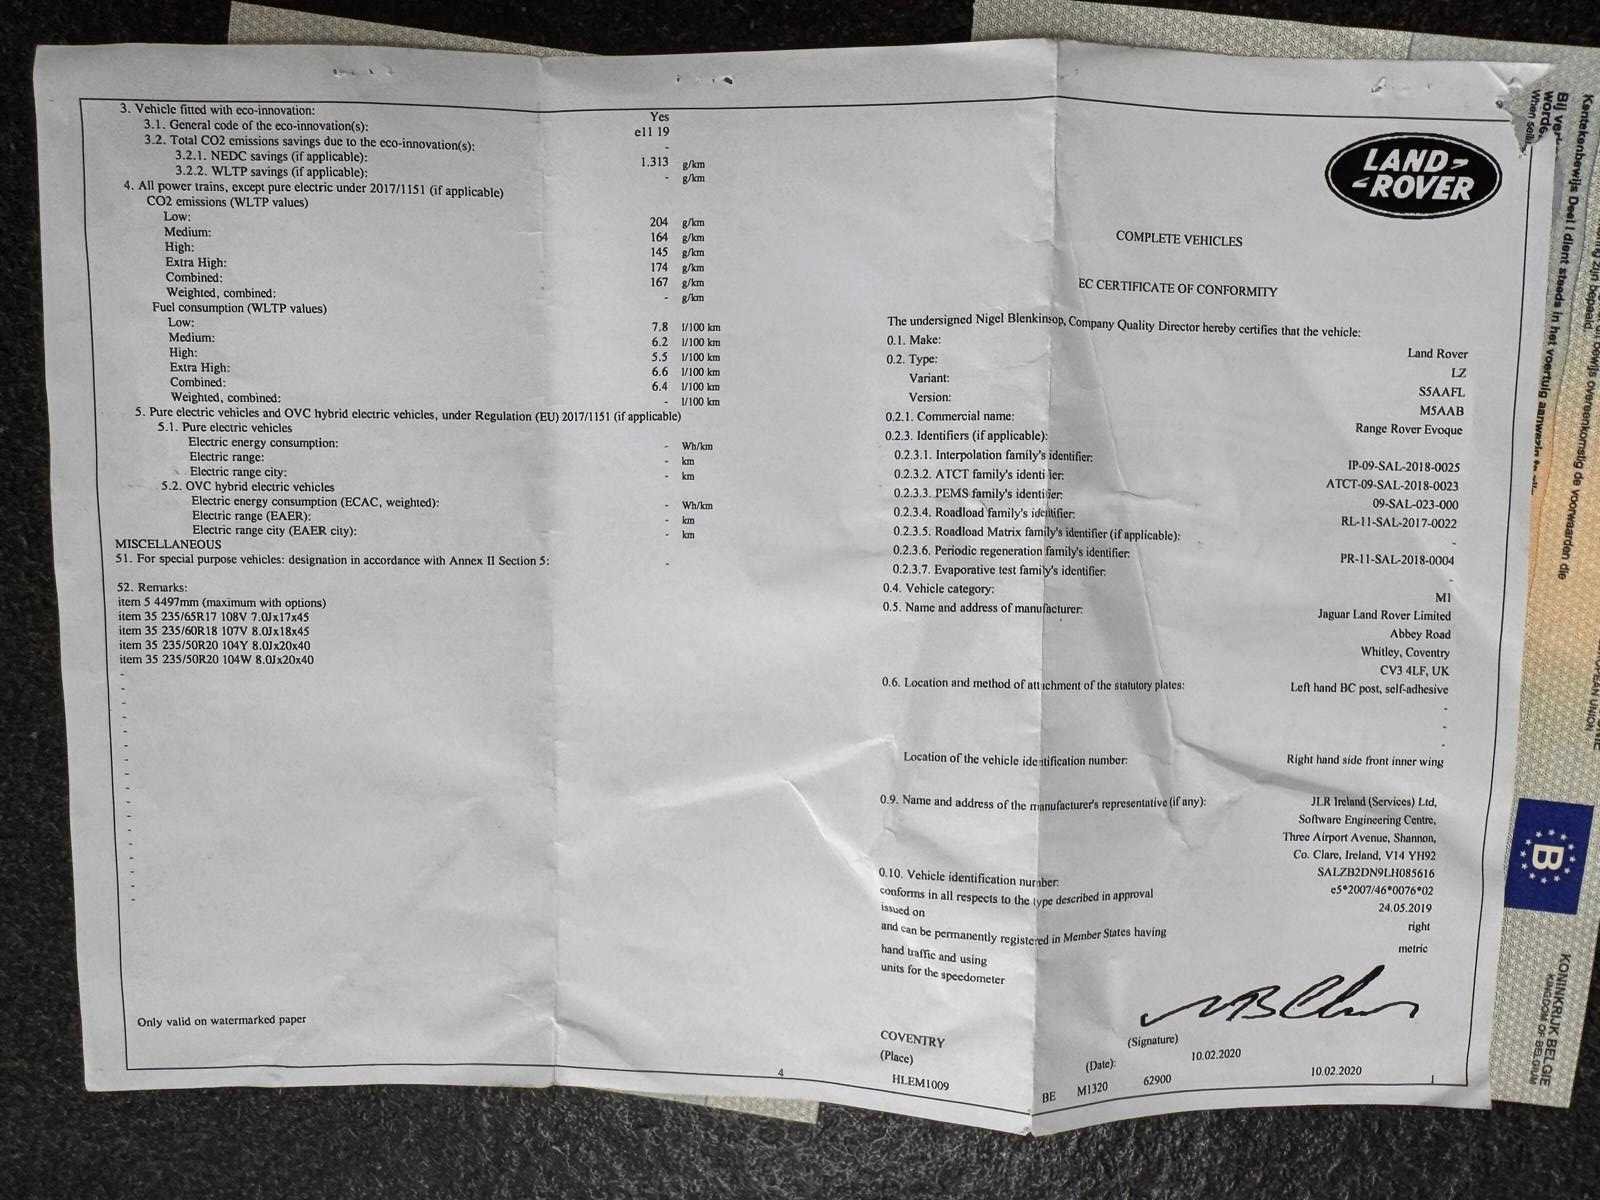 3. Vehicle fitted with eco-innovation: Yes
3.1. General code of the eco-innovation(s): e11 19
3.2. Total CO2 emissions savings due to the eco-innovation(s): -
3.2.1. NEDC savings (if applicable): 1.313 g/km
3.2.2. WLTP savings (if applicable): - g/km
4. All power trains, except pure electric under 2017/1151 (if applicable)
CO2 emissions (WLTP values)
Low: 204 g/km
Medium: 164 g/km
High: 145 g/km
Extra High: 174 g/km
Combined: 167 g/km
Weighted, combined: - g/km
Fuel consumption (WLTP values)
Low: 7.8 l/100 km
Medium: 6.2 l/100 km
High: 5.5 l/100 km
Extra High: 6.6 l/100 km
Combined: 6.4 l/100 km
Weighted, combined: - l/100 km
5. Pure electric vehicles and OVC hybrid electric vehicles, under Regulation (EU) 2017/1151 (if applicable)
5.1. Pure electric vehicles
Electric energy consumption: - Wh/km
Electric range: - km
Electric range city: - km
5.2. OVC hybrid electric vehicles
Electric energy consumption (ECAC, weighted): - Wh/km
Electric range (EAER): - km
Electric range city (EAER city): - km
MISCELLANEOUS
51. For special purpose vehicles: designation in accordance with Annex II Section 5: -
52. Remarks:
item 5 4497mm (maximum with options)
item 35 235/65R17 108V 7.0Jx17x45
item 35 235/60R18 107V 8.0Jx18x45
item 35 235/50R20 104Y 8.0Jx20x40
item 35 235/50R20 104W 8.0Jx20x40
Only valid on watermarked paper
4
LAND-
-ROVER
COMPLETE VEHICLES
EC CERTIFICATE OF CONFORMITY
The undersigned Nigel Blenkinsop, Company Quality Director hereby certifies that the vehicle:
0.1. Make: Land Rover
0.2. Type: LZ
Variant: S5AAFL
Version: M5AAB
0.2.1. Commercial name: Range Rover Evoque
0.2.3. Identifiers (if applicable):
0.2.3.1. Interpolation family's identifier: IP-09-SAL-2018-0025
0.2.3.2. ATCT family's identifier: ATCT-09-SAL-2018-0023
0.2.3.3. PEMS family's identifier: 09-SAL-023-000
0.2.3.4. Roadload family's identifier: RL-11-SAL-2017-0022
0.2.3.5. Roadload Matrix family's identifier (if applicable): -
0.2.3.6. Periodic regeneration family's identifier: PR-11-SAL-2018-0004
0.2.3.7. Evaporative test family's identifier: -
0.4. Vehicle category: M1
0.5. Name and address of manufacturer: Jaguar Land Rover Limited
Abbey Road
Whitley, Coventry
CV3 4LF, UK
0.6. Location and method of attachment of the statutory plates: Left hand BC post, self-adhesive
-
-
-
Location of the vehicle identification number: Right hand side front inner wing
0.9. Name and address of the manufacturer's representative (if any): JLR Ireland (Services) Ltd,
Software Engineering Centre,
Three Airport Avenue, Shannon,
Co. Clare, Ireland, V14 YH92
0.10. Vehicle identification number: SALZB2DN9LH085616
conforms in all respects to the type described in approval e5*2007/46*0076*02
issued on 24.05.2019
and can be permanently registered in Member States having right
hand traffic and using metric
units for the speedometer
COVENTRY
(Place)
(Signature)
(Date): 10.02.2020
HLEM1009 BE M1320 62900 10.02.2020 1
Kentekenbewijs Deel I dient steeds in het voertuig aanwezig
Bij
worde
When
overeenkomstig de voorwaarden die
zijn bepaald.
EUROPEAN UNION
B
KONINKRIJK BELGIE
KINGDOM OF BELGIUM